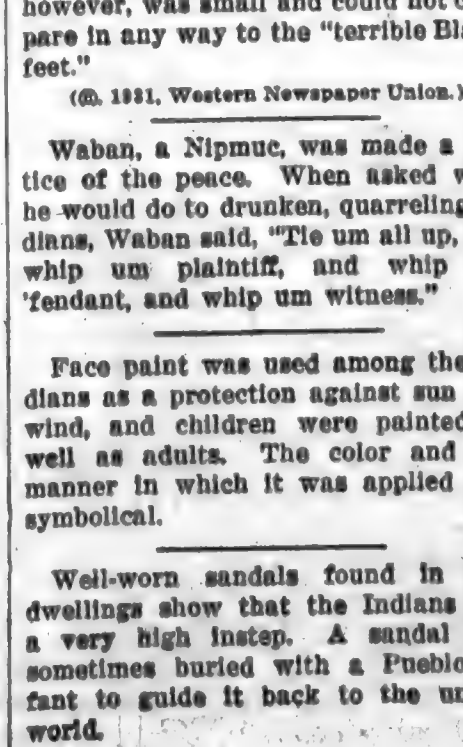 however, was small and could not
pare in any way to the "terrible Bla
feet."
(©, 1931, Western Newspaper Union.)
Waban, a Nipmuc, was made a
tice of the peace. When asked w
he would do to drunken, quarreling
dians, Waban said, "Tie um all up,
whip um plaintiff, and whip
'fendant, and whip um witness."
Face paint was used among the
dians as a protection against sun
wind, and children were painted
well as adults. The color and
manner in which it was applied
symbolical.
Well-worn sandals found in
dwellings show that the Indians
a very high instep. A sandal
sometimes buried with a Pueblo
fant to guide it back to the un
world.